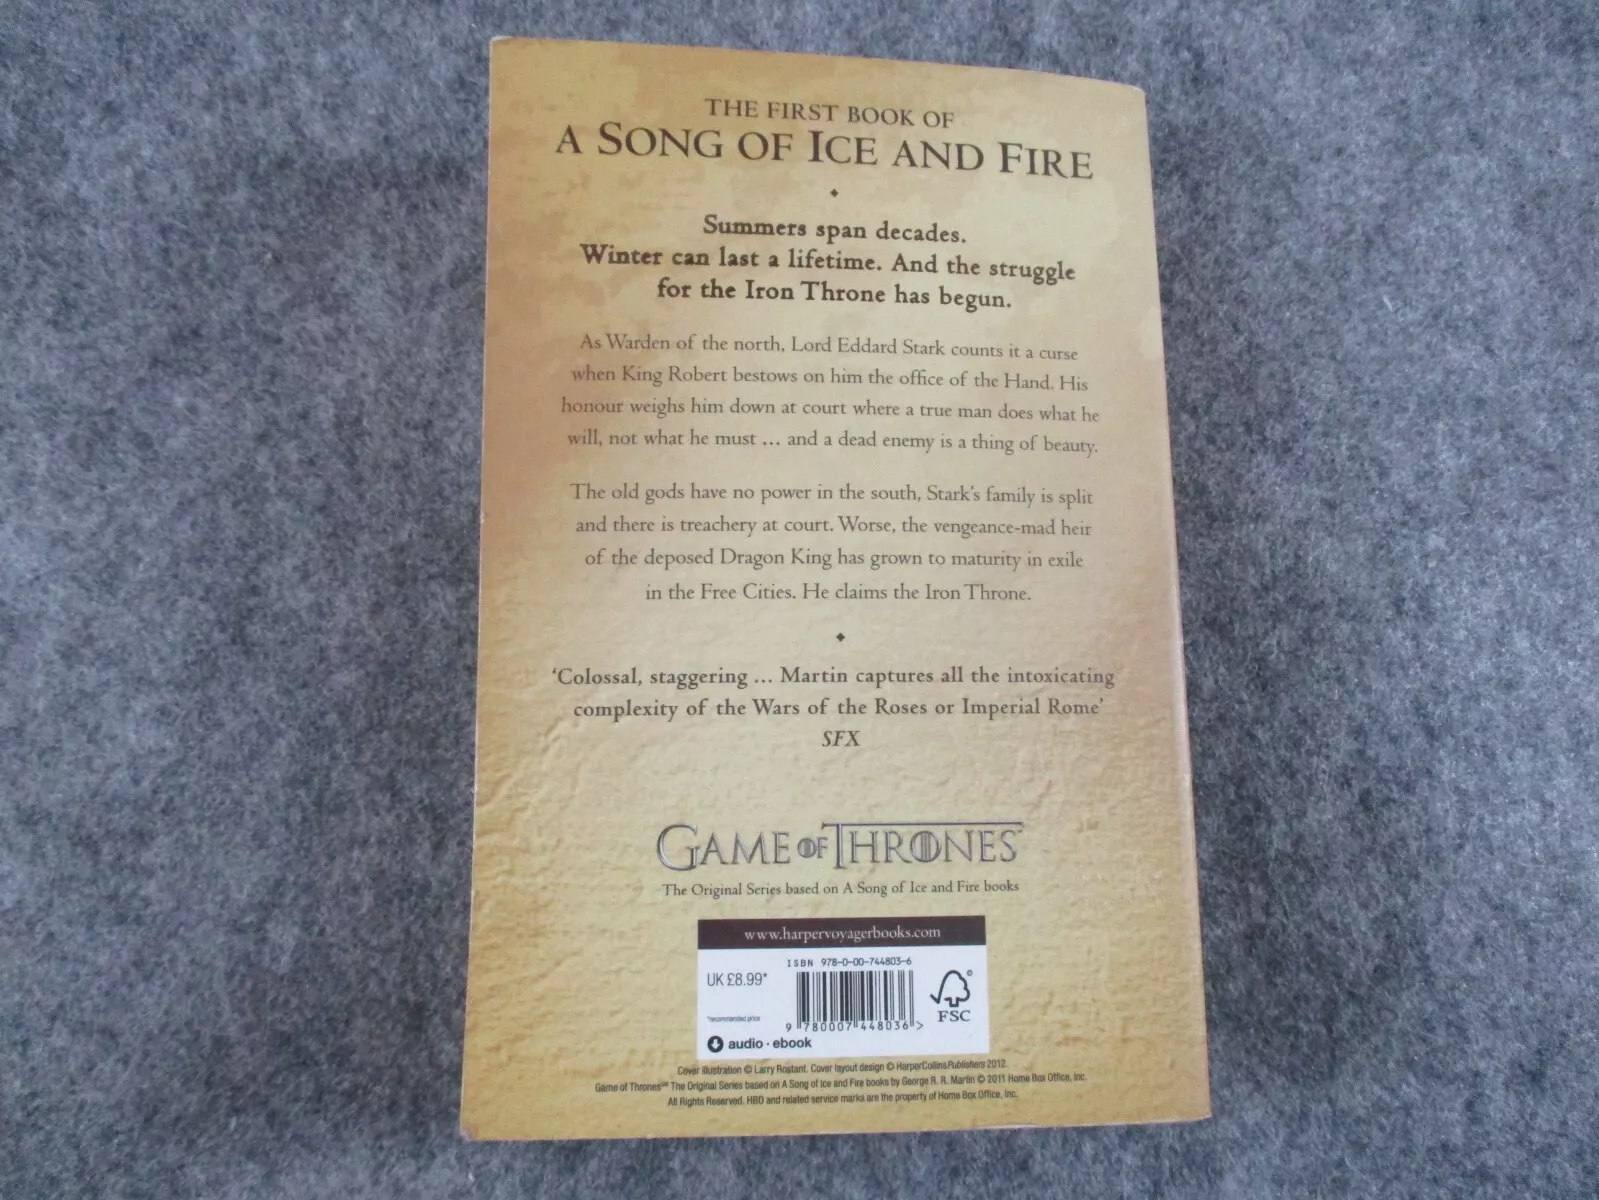 THE FIRST BOOK OF
A SONG OF ICE AND FIRE
Summers span decades.
Winter can last a lifetime. And the struggle
for the Iron Throne has begun.
As Warden of the north, Lord Eddard Stark counts it a curse
when King Robert bestows on him the office of the Hand. His
honour weighs him down at court where a true man does what he
will, not what he must ... and a dead enemy is a thing of beauty.
The old gods have no power in the south, Stark's family is split
and there is treachery at court. Worse, the vengeance-mad heir
of the deposed Dragon King has grown to maturity in exile
in the Free Cities. He claims the Iron Throne.
'Colossal, staggering ... Martin captures all the intoxicating
complexity of the Wars of the Roses or Imperial Rome'
SFX
GAME OF THRONES
The Original Series based on A Song of Ice and Fire books
www.harpervoyagerbooks.com
ISBN 978-0-00-744803-6
UK £8.99*
*recommended price
9 780007 448036 >
FSC
audio · ebook
Cover illustration © Larry Rostant. Cover layout design © HarperCollinsPublishers 2012.
Game of Thrones℠ The Original Series based on A Song of Ice and Fire books by George R. R. Martin © 2011 Home Box Office, Inc.
All Rights Reserved. HBO and related service marks are the property of Home Box Office, Inc.